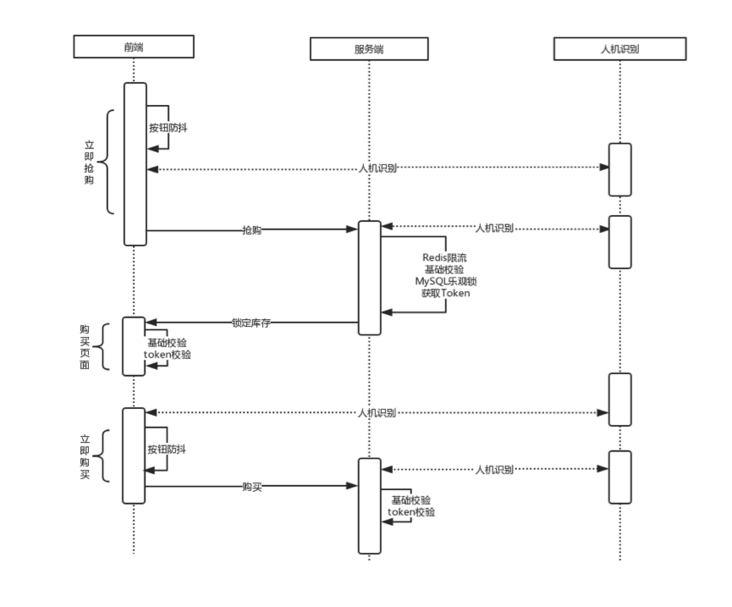 前端
服务端
人机识别
按钮防抖
立即抢购
人机识别
抢购
人机识别
Redis限流
基础校验
MySQL乐观锁
获取Token
锁定库存
购买页面
基础校验
token校验
人机识别
立即购买
按钮防抖
人机识别
购买
基础校验
token校验